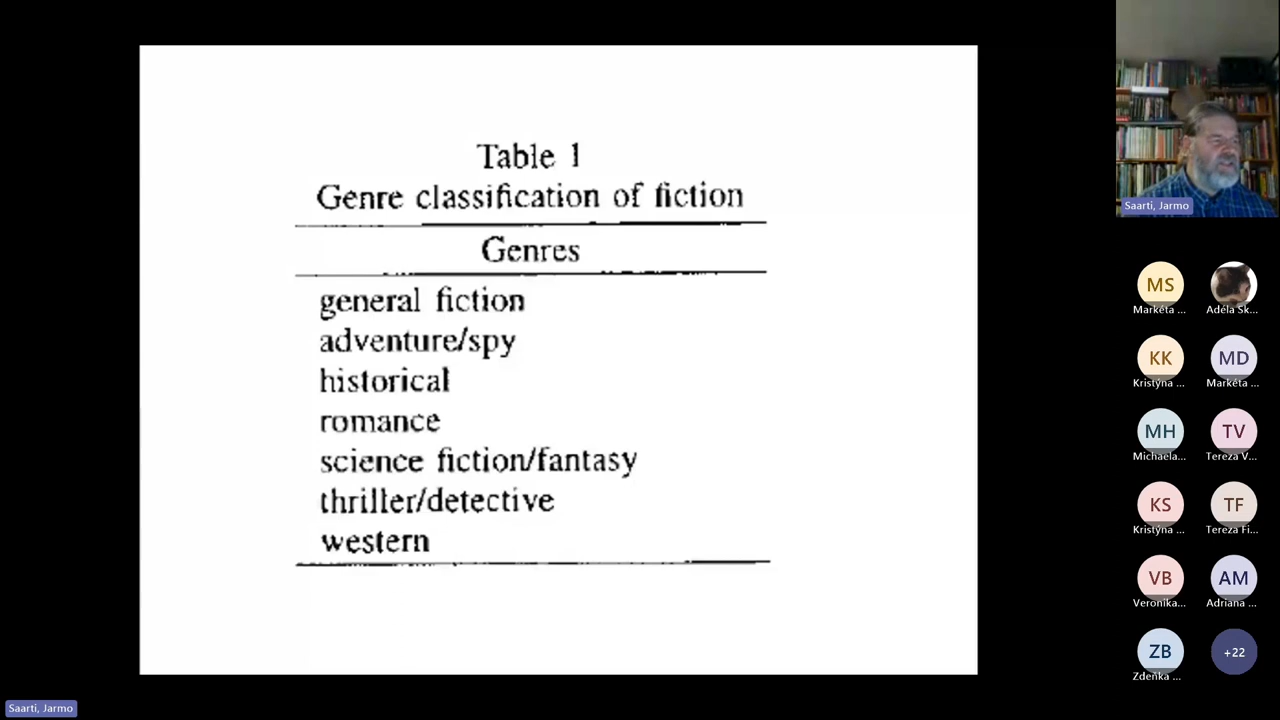 Table 1
Genre classification of fiction
Genres
general fiction
adventure/spy
historical
romance
science fiction/fantasy
thriller/detective
western
Saarti, Jarmo
MS
Markéta ...
Adéla Sk...
KK
Kristýna ...
MD
Markéta ...
MH
Michaela...
TV
Tereza V...
KS
Kristýna ...
TF
Tereza Fi...
VB
Veronika...
AM
Adriana ...
ZB
Zdeňka ...
+22
Saarti, Jarmo